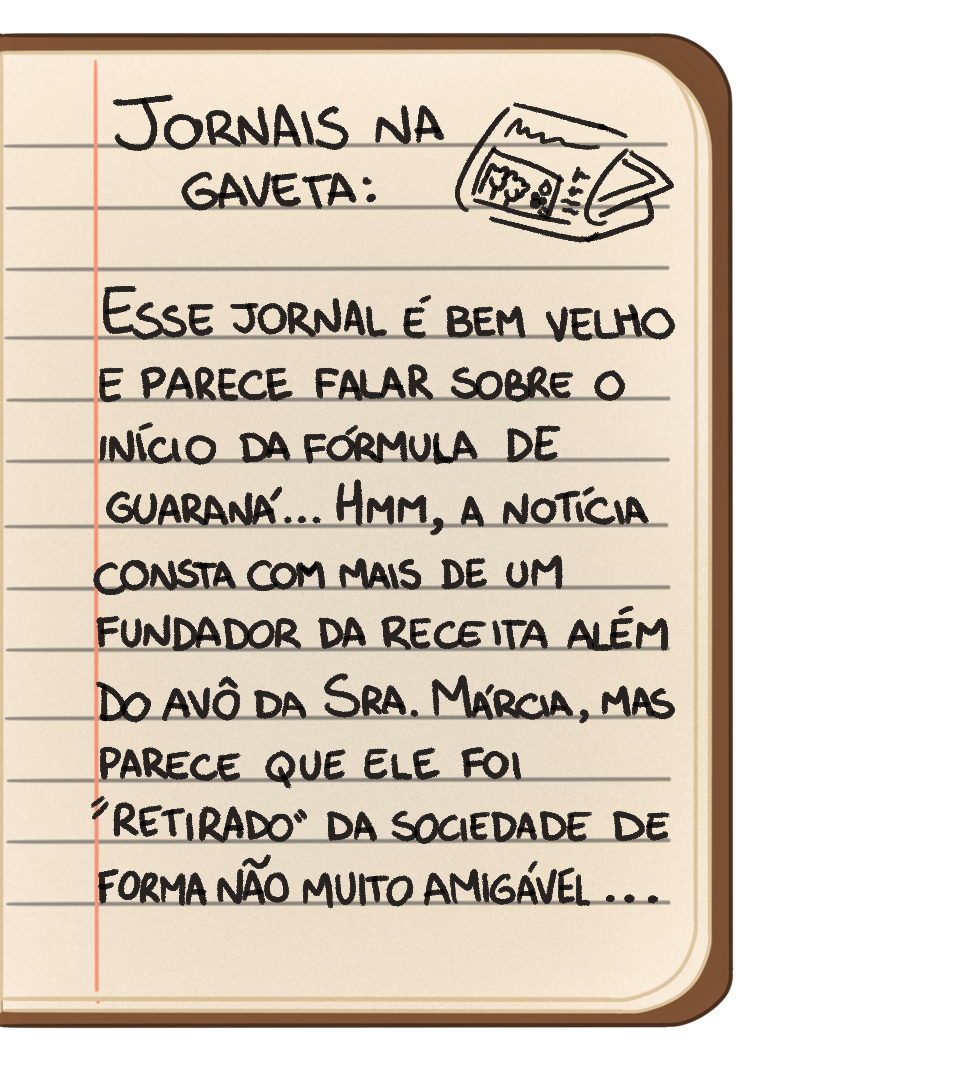 JORNAIS NA
GAVETA:
ESSE JORNAL É BEM VELHO
E PARECE FALAR SOBRE O
INÍCIO DA FÓRMULA DE
GUARANÁ... HMM, A NOTÍCIA
CONSTA COM MAIS DE UM
FUNDADOR DA RECEITA ALÉM
DO AVÔ DA SRA. MÁRCIA, MAS
PARECE QUE ELE FOI
"RETIRADO" DA SOCIEDADE DE
FORMA NÃO MUITO AMIGÁVEL...